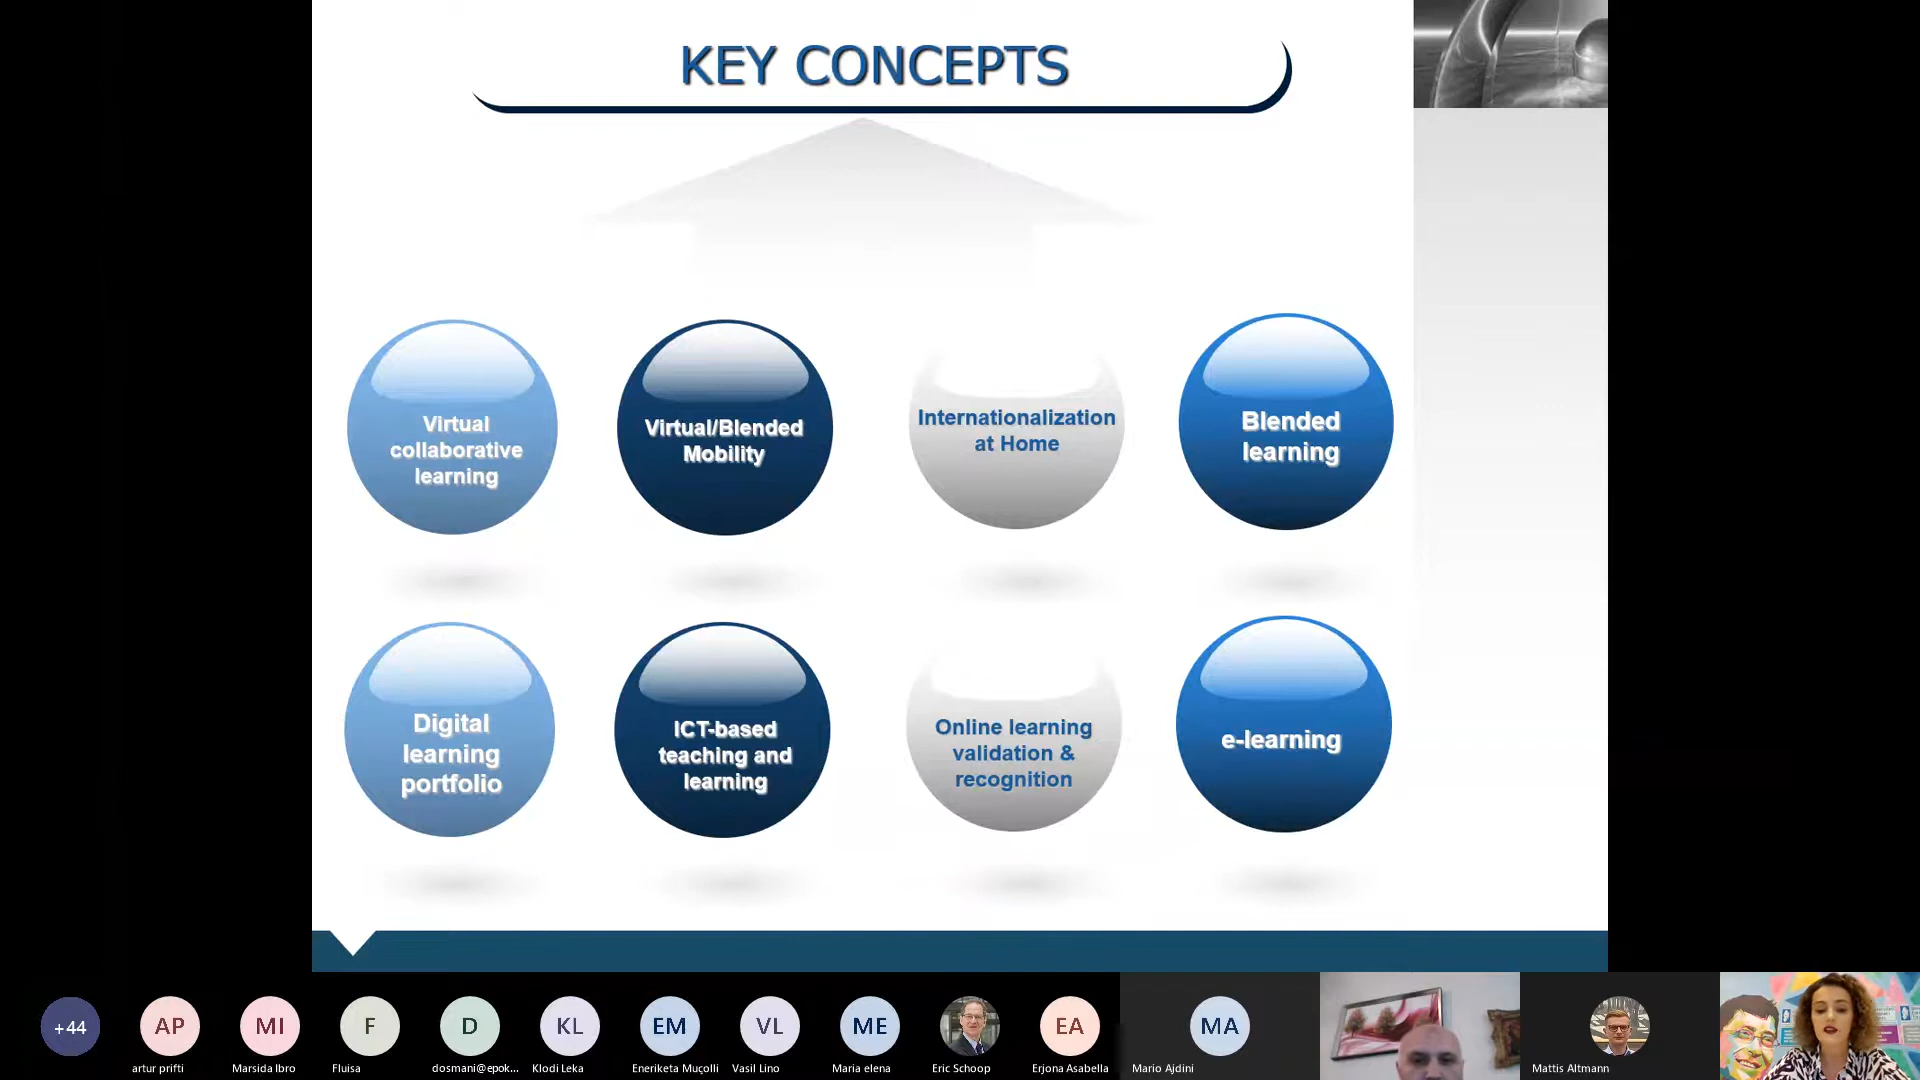 KEY CONCEPTS
Virtual
collaborative
learning
Virtual/Blended
Mobility
Internationalization
at Home
Blended
learning
Digital
learning
portfolio
ICT-based
teaching and
learning
Online learning
validation &
recognition
e-learning
+44
AP
MI
F
D
KL
EM
VL
ME
EA
MA
artur prifti
Marsida Ibro
Fluisa
dosmani@epok...
Klodi Leka
Eneriketa Muçolli
Vasil Lino
Maria elena
Eric Schoop
Erjona Asabella
Mario Ajdini
Mattis Altmann